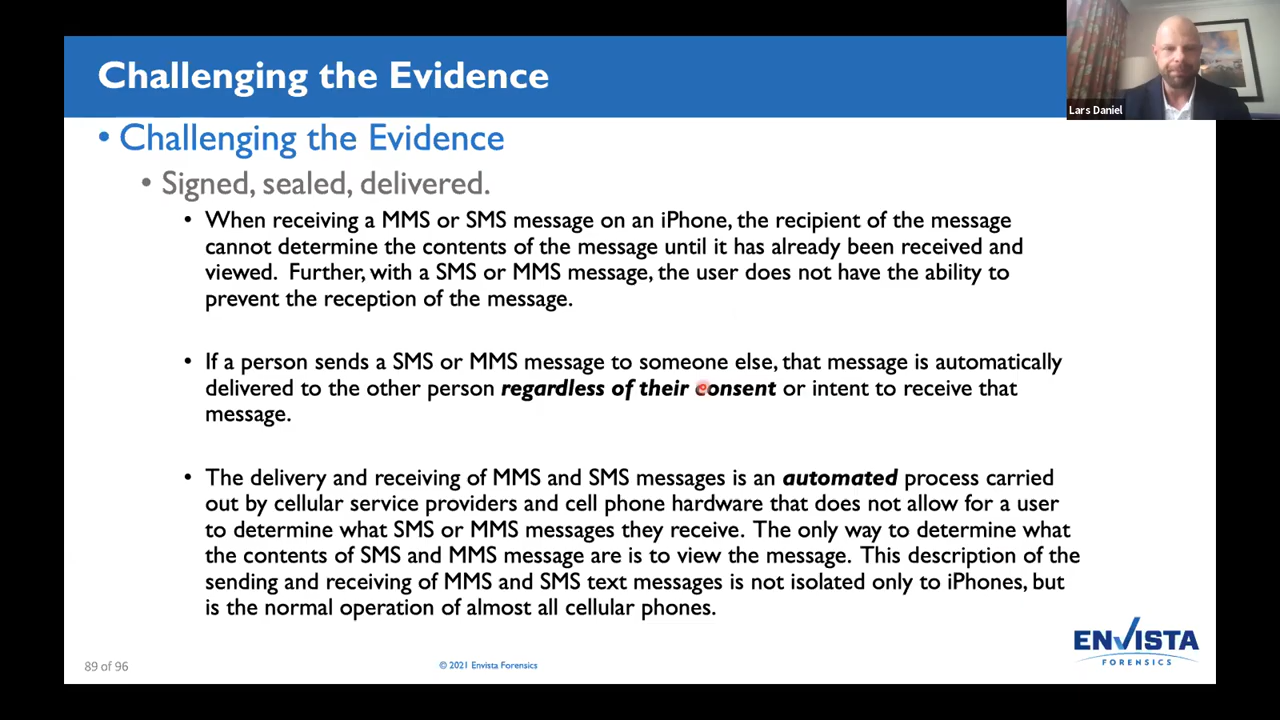 Challenging the Evidence
Lars Daniel
• Challenging the Evidence
• Signed, sealed, delivered.
• When receiving a MMS or SMS message on an iPhone, the recipient of the message
cannot determine the contents of the message until it has already been received and
viewed. Further, with a SMS or MMS message, the user does not have the ability to
prevent the reception of the message.
• If a person sends a SMS or MMS message to someone else, that message is automatically
delivered to the other person regardless of their consent or intent to receive that
message.
• The delivery and receiving of MMS and SMS messages is an automated process carried
out by cellular service providers and cell phone hardware that does not allow for a user
to determine what SMS or MMS messages they receive. The only way to determine what
the contents of SMS and MMS message are is to view the message. This description of the
sending and receiving of MMS and SMS text messages is not isolated only to iPhones, but
is the normal operation of almost all cellular phones.
ENVISTA
FORENSICS
89 of 96
© 2021 Envista Forensics